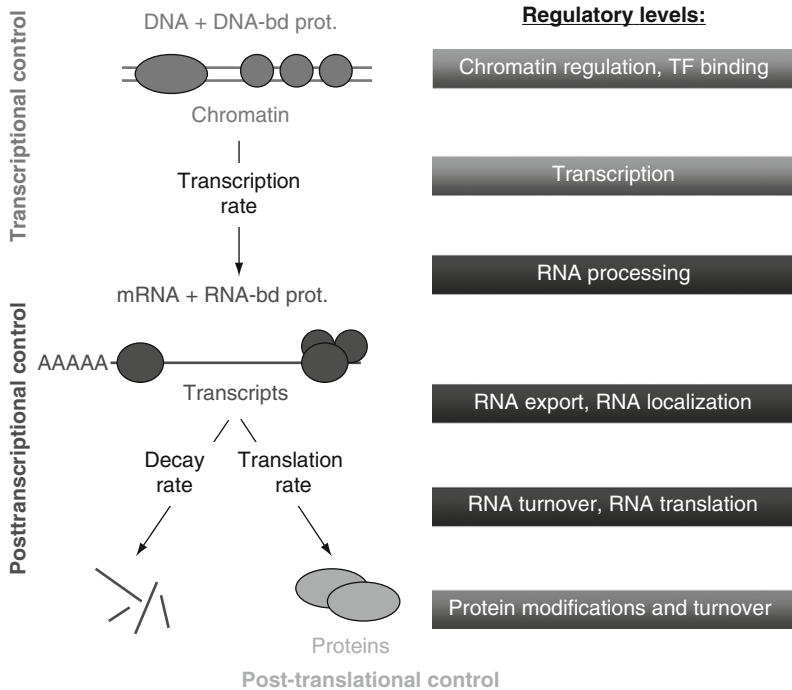 Transcriptional control
DNA + DNA-bd prot.
Chromatin
Transcription
rate
mRNA + RNA-bd prot.
Posttranscriptional control
AAAAA
Transcripts
Decay
rate
Translation
rate
Proteins
Post-translational control
Regulatory levels:
Chromatin regulation, TF binding
Transcription
RNA processing
RNA export, RNA localization
RNA turnover, RNA translation
Protein modifications and turnover